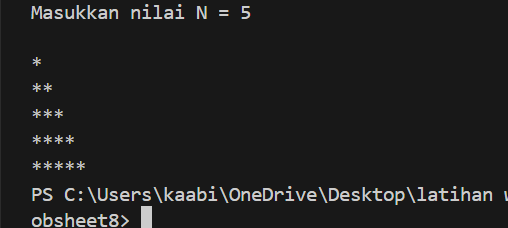 Masukkan nilai N = 5
*
**
***
****
*****
PS C:\Users\kaabi\OneDrive\Desktop\latihan
obsheet8>